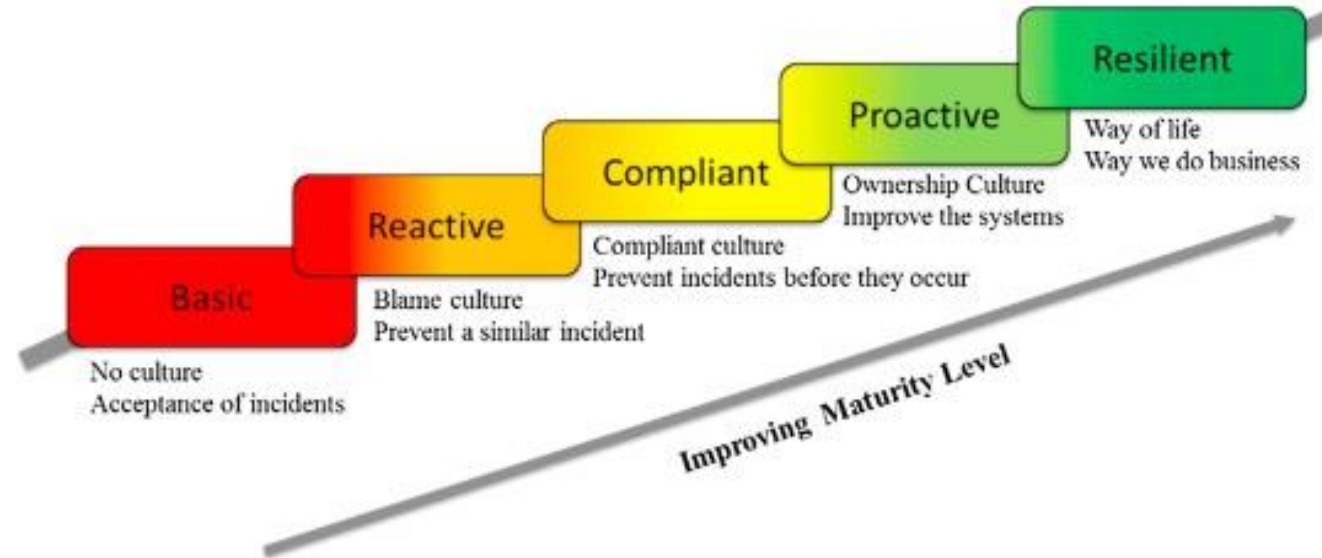 Resilient
Way of life
Way we do business
Proactive
Ownership Culture
Improve the systems
Compliant
Compliant culture
Prevent incidents before they occur
Reactive
Blame culture
Prevent a similar incident
Basic
No culture
Acceptance of incidents
Improving Maturity Level